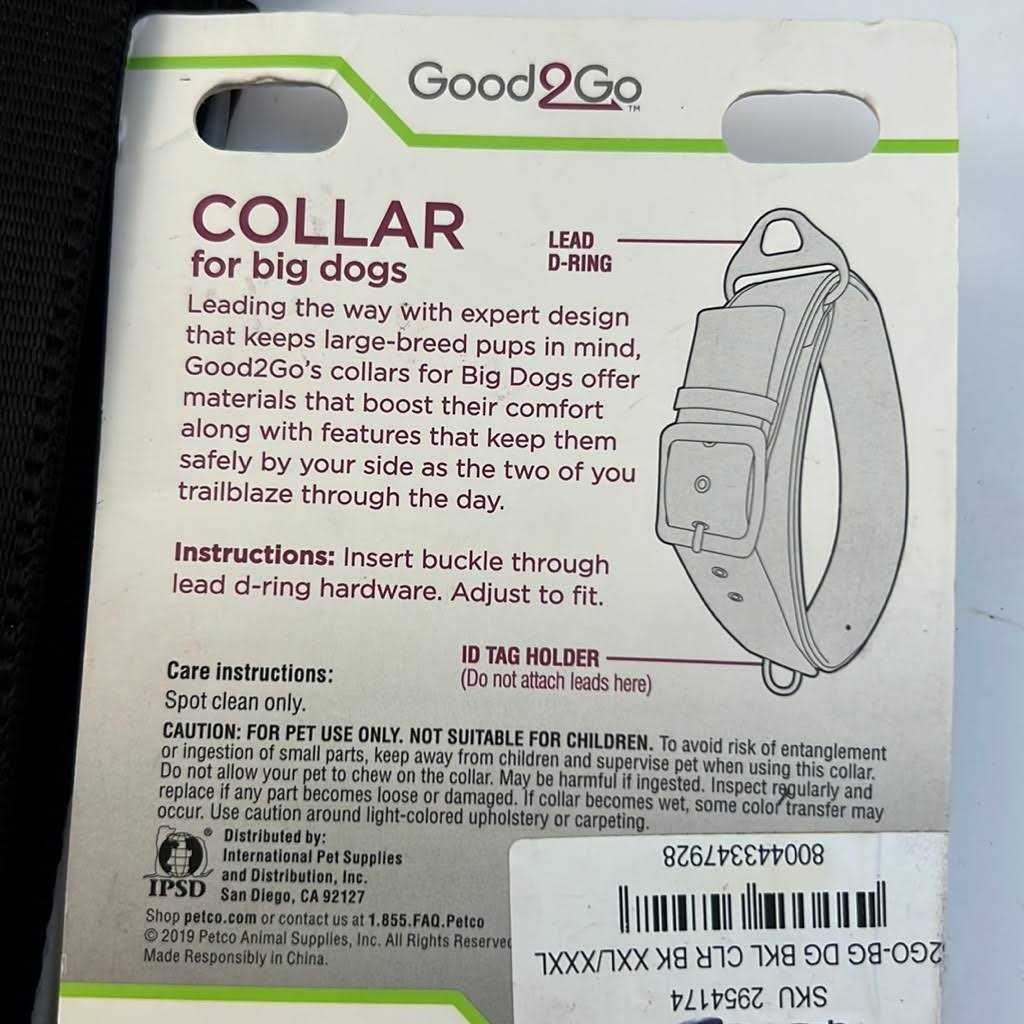 Good2Go™
COLLAR
for big dogs
LEAD
D-RING
Leading the way with expert design
that keeps large-breed pups in mind,
Good2Go's collars for Big Dogs offer
materials that boost their comfort
along with features that keep them
safely by your side as the two of you
trailblaze through the day.
Instructions: Insert buckle through
lead d-ring hardware. Adjust to fit.
ID TAG HOLDER
(Do not attach leads here)
Care instructions:
Spot clean only.
CAUTION: FOR PET USE ONLY. NOT SUITABLE FOR CHILDREN. To avoid risk of entanglement
or ingestion of small parts, keep away from children and supervise pet when using this collar.
Do not allow your pet to chew on the collar. May be harmful if ingested. Inspect regularly and
replace if any part becomes loose or damaged. If collar becomes wet, some color transfer may
occur. Use caution around light-colored upholstery or carpeting.
IPSD ®
Distributed by:
International Pet Supplies
and Distribution, Inc.
San Diego, CA 92127
Shop petco.com or contact us at 1.855.FAQ.Petco
© 2019 Petco Animal Supplies, Inc. All Rights Reserved
Made Responsibly in China.
SKU 2954174
2GO-BG DG BKL CLR BK XXL/XXXL
800443347928